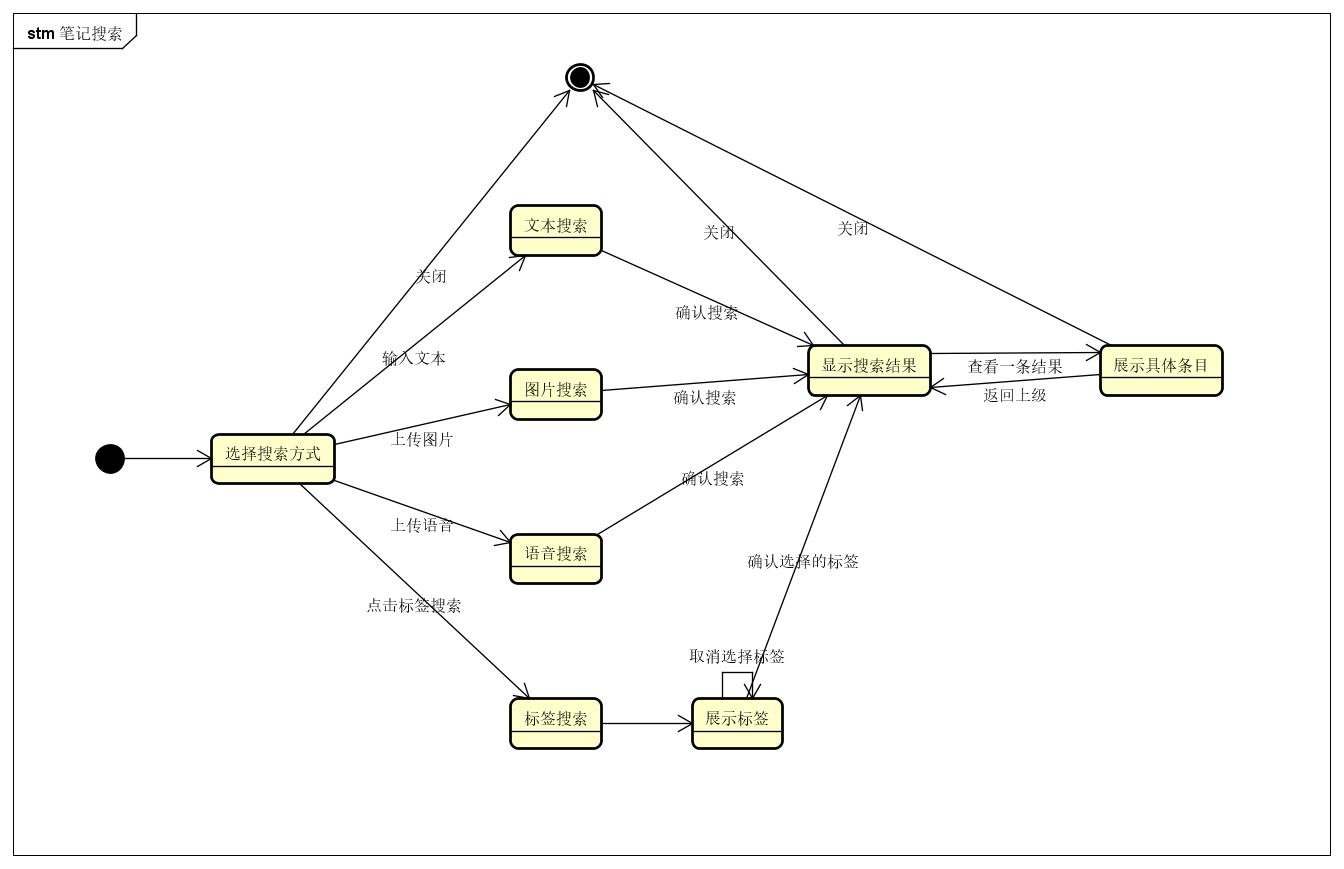 stm 笔记搜索
文本搜索
关闭
关闭
关闭
确认搜索
输入文本
显示搜索结果
查看一条结果
返回上级
展示具体条目
图片搜索
确认搜索
上传图片
选择搜索方式
确认搜索
上传语音
语音搜索
确认选择的标签
点击标签搜索
取消选择标签
标签搜索
展示标签